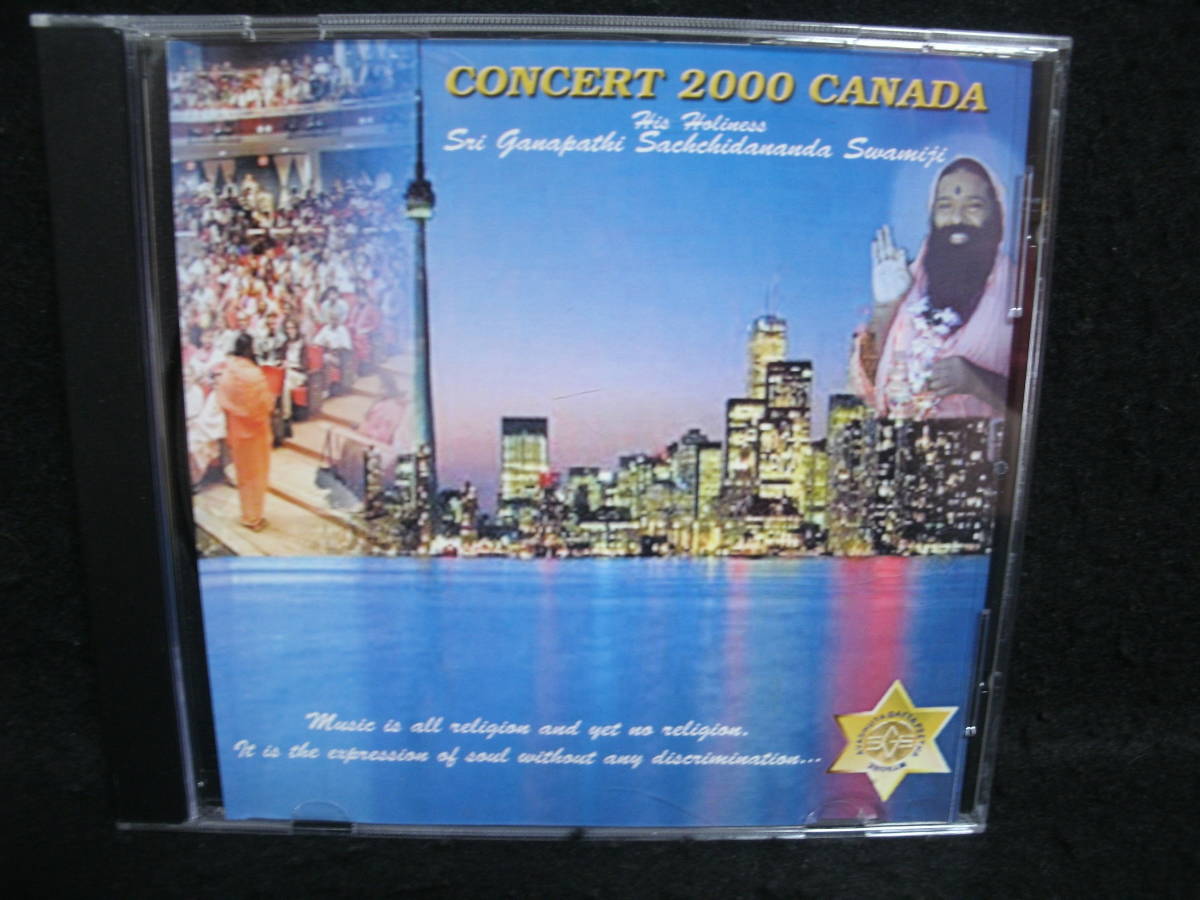 CONCERT 2000 CANADA
His Holiness
Sri Ganapathi Sachchidananda Swamiji
Music is all religion and yet no religion.
It is the expression of soul without any discrimination...